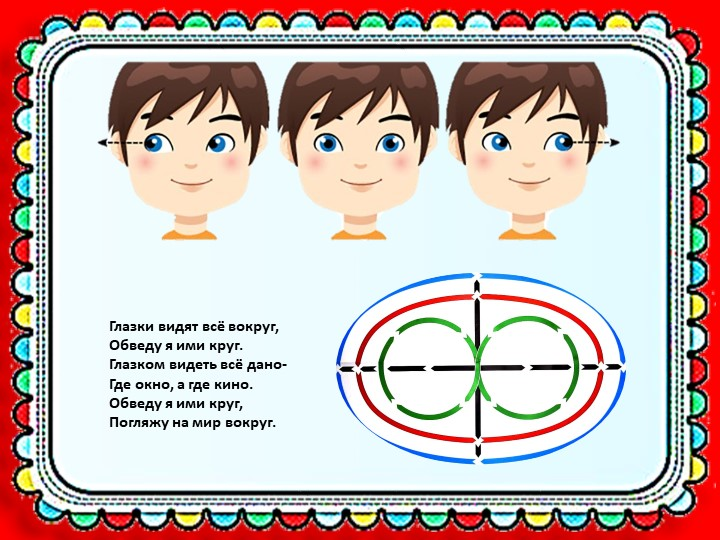 Глазки видят всё вокруг,
Обведу я ими круг.
Глазком видеть всё дано-
Где окно, а где кино.
Обведу я ими круг,
Погляжу на мир вокруг.